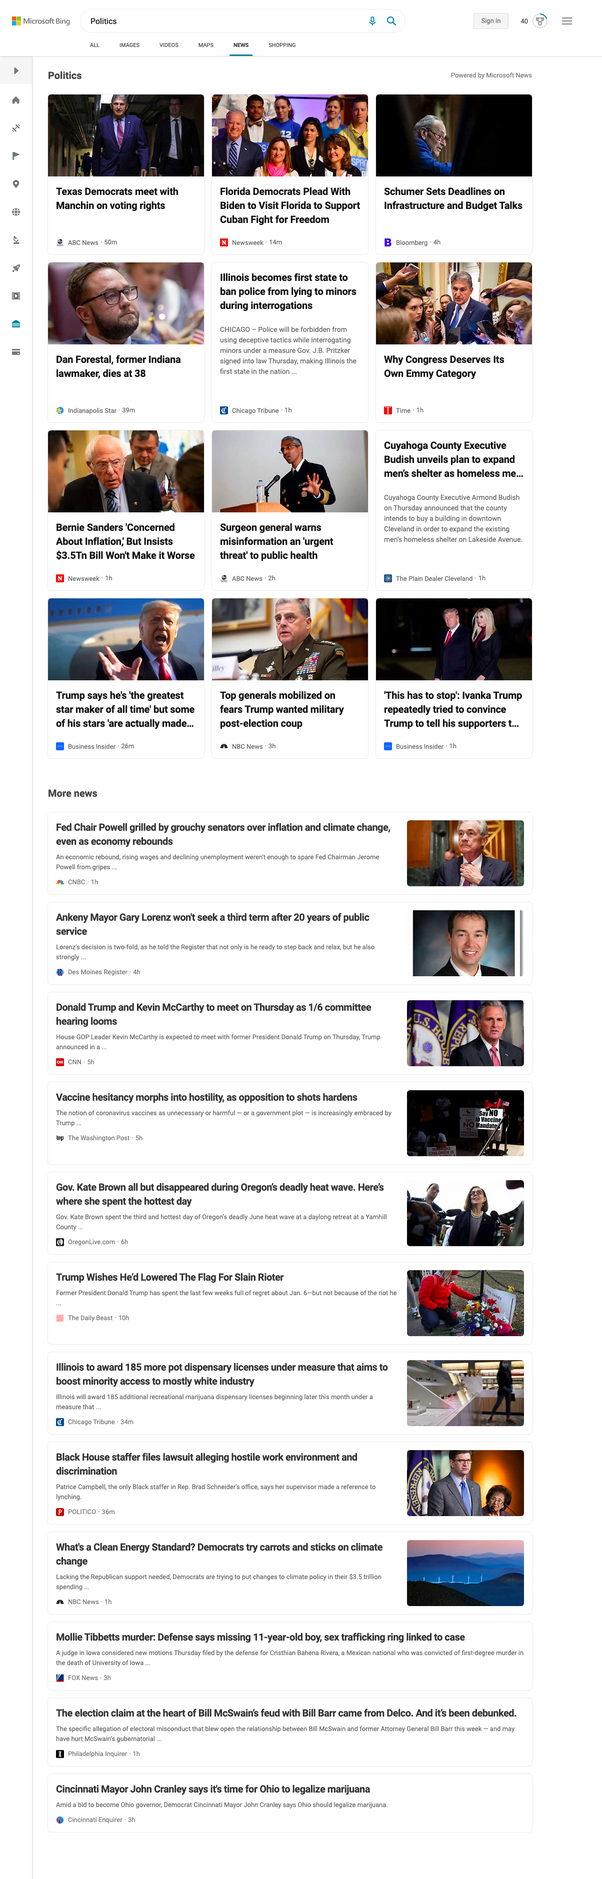 Microsoft Bing
Politics
Sign in
40
ALL
IMAGES
VIDEOS
MAPS
NEWS
SHOPPING
Politics
Powered by Microsoft News
Texas Democrats meet with
Manchin on voting rights
ABC News · 50m
Florida Democrats Plead With
Biden to Visit Florida to Support
Cuban Fight for Freedom
Newsweek · 14m
Schumer Sets Deadlines on
Infrastructure and Budget Talks
Bloomberg · 4h
Dan Forestal, former Indiana
lawmaker, dies at 38
Indianapolis Star · 39m
Illinois becomes first state to
ban police from lying to minors
during interrogations
CHICAGO – Police will be forbidden from
using deceptive tactics while interrogating
minors under a measure Gov. J.B. Pritzker
signed into law Thursday, making Illinois the
first state in the nation ...
Chicago Tribune · 1h
Why Congress Deserves Its
Own Emmy Category
Time · 1h
Bernie Sanders 'Concerned
About Inflation,' But Insists
$3.5Tn Bill Won't Make it Worse
Newsweek · 1h
Surgeon general warns
misinformation an 'urgent
threat' to public health
ABC News · 2h
Cuyahoga County Executive
Budish unveils plan to expand
men's shelter as homeless me...
Cuyahoga County Executive Armond Budish
on Thursday announced that the county
intends to buy a building in downtown
Cleveland in order to expand the existing
men's homeless shelter on Lakeside Avenue.
The Plain Dealer Cleveland · 1h
Trump says he's 'the greatest
star maker of all time' but some
of his stars 'are actually made...
Business Insider · 26m
Top generals mobilized on
fears Trump wanted military
post-election coup
NBC News · 3h
'This has to stop': Ivanka Trump
repeatedly tried to convince
Trump to tell his supporters t...
Business Insider · 1h
More news
Fed Chair Powell grilled by grouchy senators over inflation and climate change,
even as economy rebounds
An economic rebound, rising wages and declining unemployment weren't enough to spare Fed Chairman Jerome
Powell from gripes ...
CNBC · 1h
Ankeny Mayor Gary Lorenz won't seek a third term after 20 years of public
service
Lorenz's decision is two-fold, as he told the Register that not only is he ready to step back and relax, but he also
strongly ...
Des Moines Register · 4h
Donald Trump and Kevin McCarthy to meet on Thursday as 1/6 committee
hearing looms
House GOP Leader Kevin McCarthy is expected to meet with former President Donald Trump on Thursday, Trump
announced in a ...
CNN · 5h
Vaccine hesitancy morphs into hostility, as opposition to shots hardens
The notion of coronavirus vaccines as unnecessary or harmful — or a government plot — is increasingly embraced by
Trump ...
The Washington Post · 5h
Gov. Kate Brown all but disappeared during Oregon's deadly heat wave. Here's
where she spent the hottest day
Gov. Kate Brown spent the third and hottest day of Oregon's deadly June heat wave at a daylong retreat at a Yamhill
County ...
OregonLive.com · 6h
Trump Wishes He'd Lowered The Flag For Slain Rioter
Former President Donald Trump has spent the last few weeks full of regret about Jan. 6—but not because of the riot he
...
The Daily Beast · 10h
Illinois to award 185 more pot dispensary licenses under measure that aims to
boost minority access to mostly white industry
Illinois will award 185 additional recreational marijuana dispensary licenses beginning later this month under a
measure that ...
Chicago Tribune · 34m
Black House staffer files lawsuit alleging hostile work environment and
discrimination
Patrice Campbell, the only Black staffer in Rep. Brad Schneider's office, says her supervisor made a reference to
lynching.
POLITICO · 36m
What's a Clean Energy Standard? Democrats try carrots and sticks on climate
change
Lacking the Republican support needed, Democrats are trying to put changes to climate policy in their $3.5 trillion
spending ...
NBC News · 1h
Mollie Tibbetts murder: Defense says missing 11-year-old boy, sex trafficking ring linked to case
A judge in Iowa considered new motions Thursday filed by the defense for Cristhian Bahena Rivera, a Mexican national who was convicted of first-degree murder in
the death of University of Iowa ...
FOX News · 3h
The election claim at the heart of Bill McSwain's feud with Bill Barr came from Delco. And it's been debunked.
The specific allegation of electoral misconduct that blew open the relationship between Bill McSwain and former Attorney General Bill Barr this week — and may
have hurt McSwain's gubernatorial ...
Philadelphia Inquirer · 1h
Cincinnati Mayor John Cranley says it's time for Ohio to legalize marijuana
Amid a bid to become Ohio governor, Democrat Cincinnati Mayor John Cranley says Ohio should legalize marijuana.
Cincinnati Enquirer · 3h